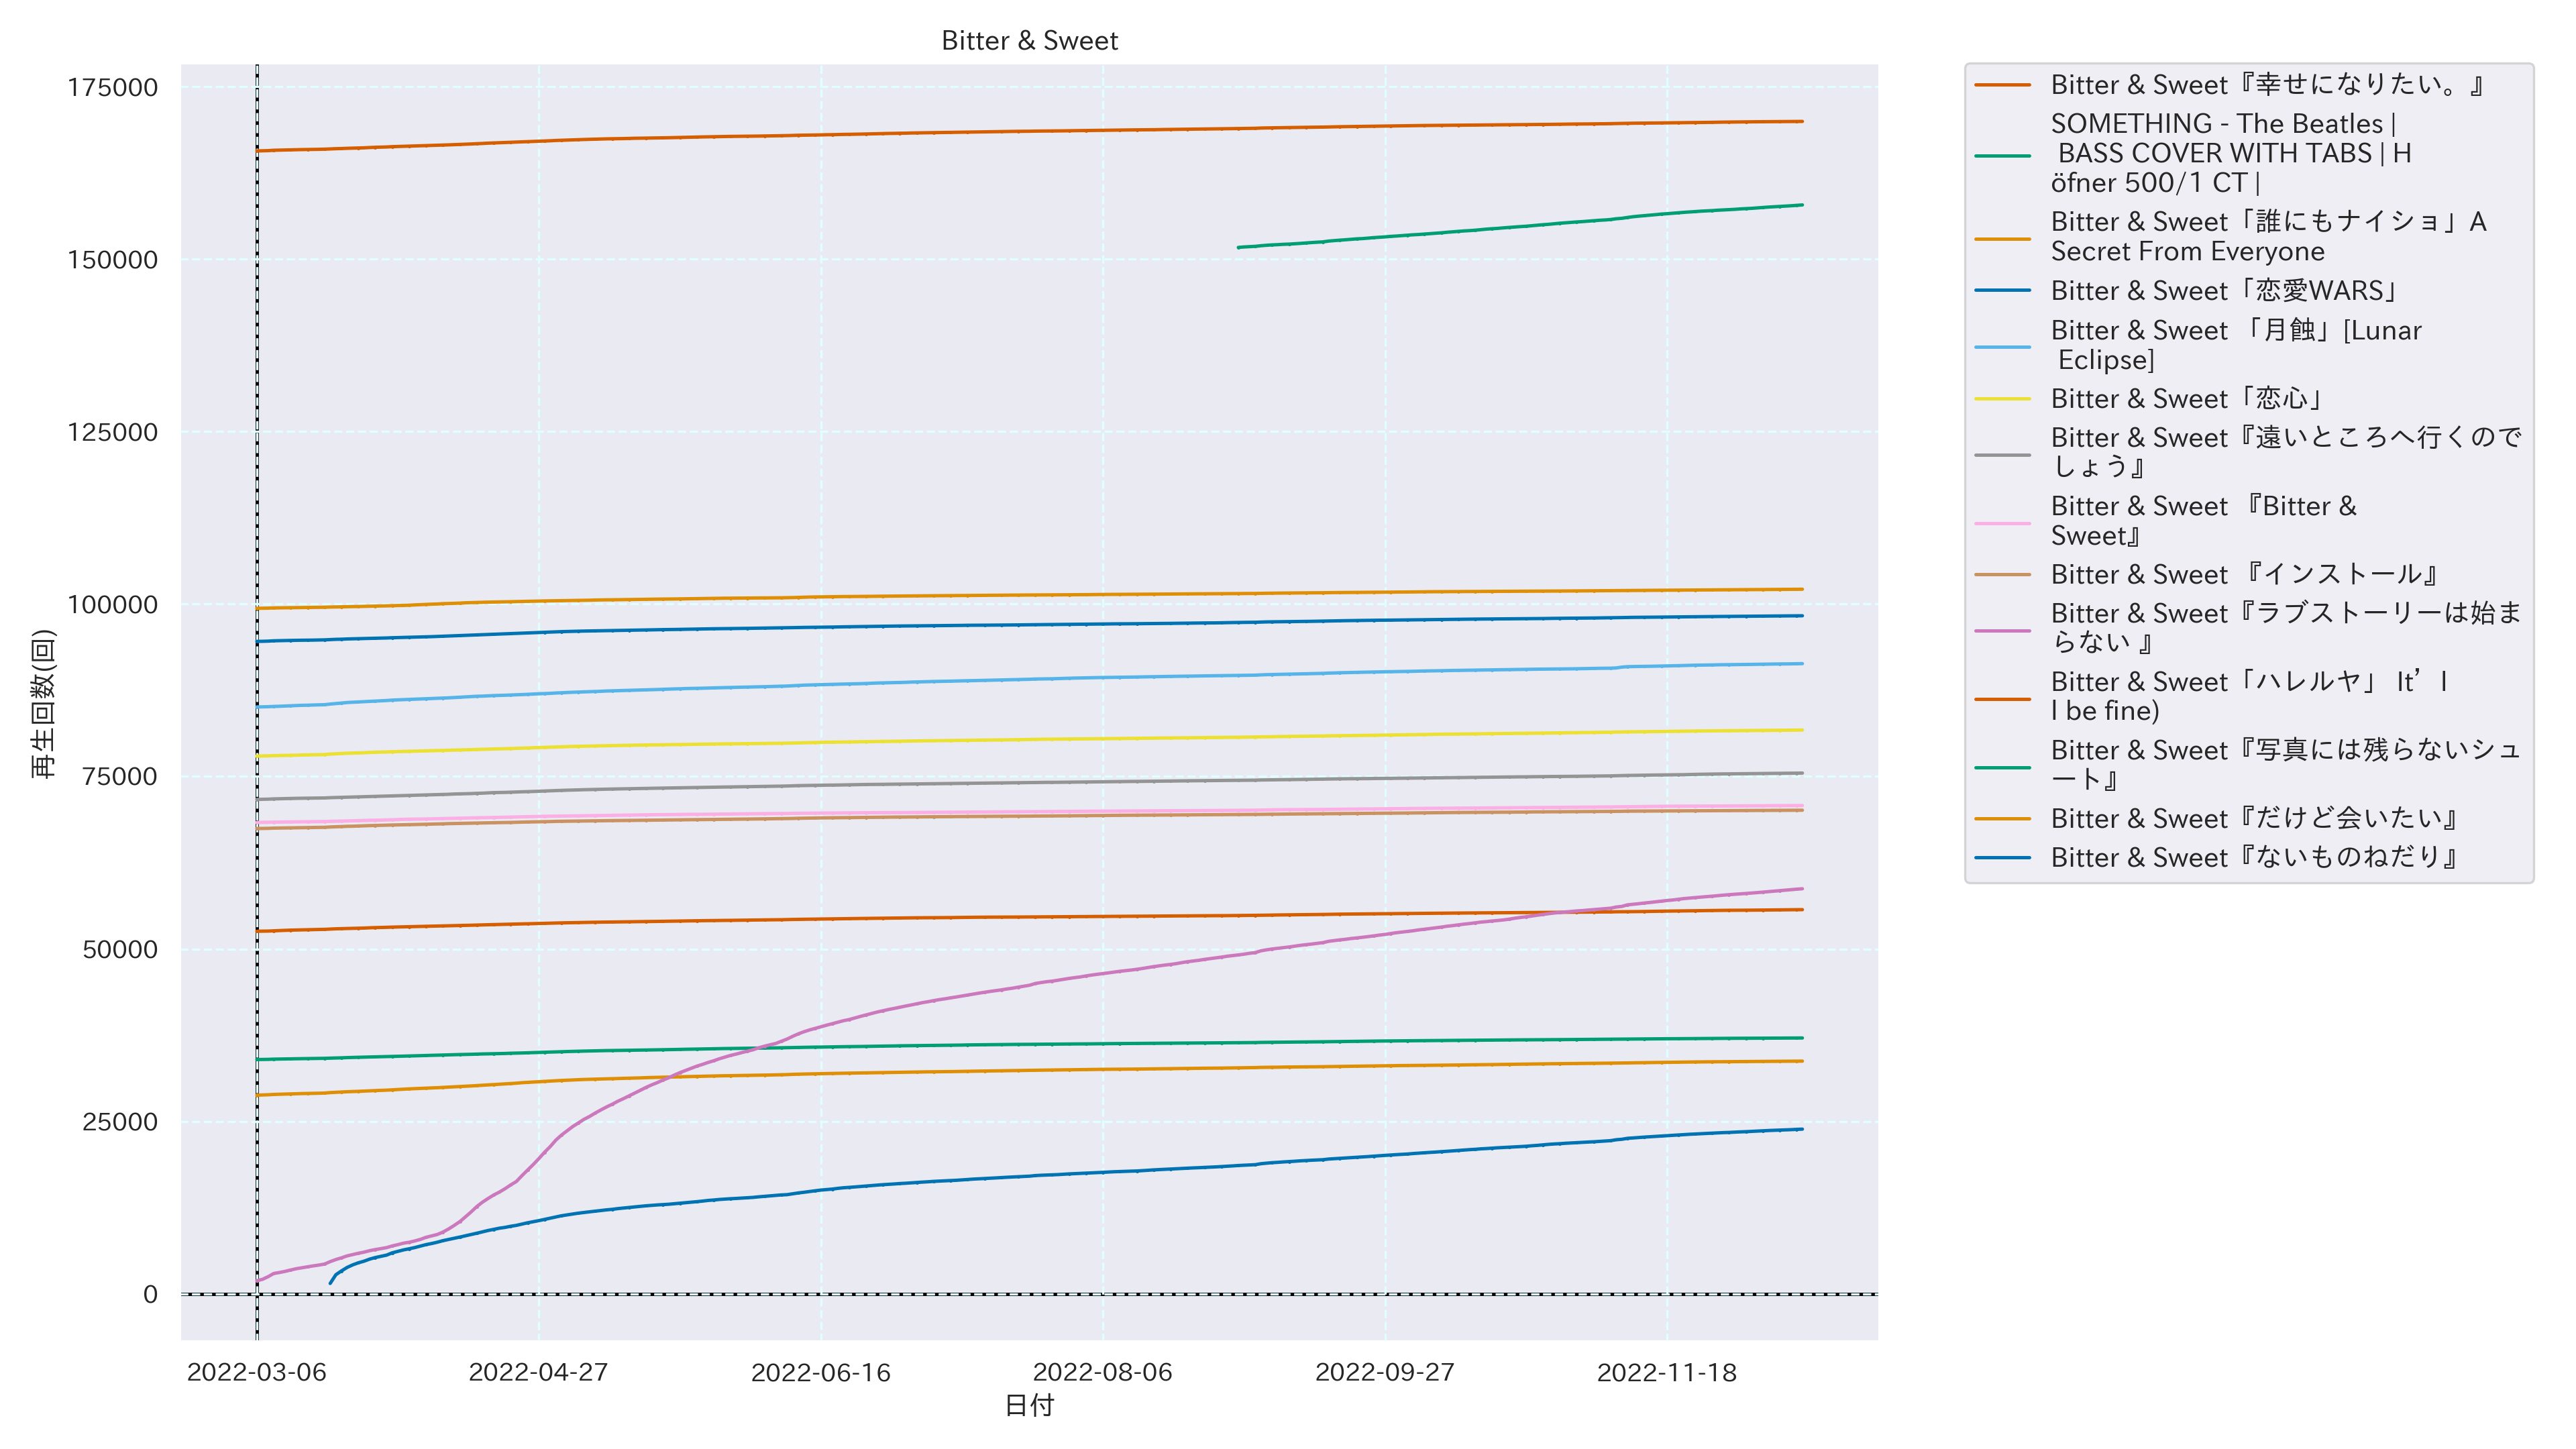 Bitter & Sweet
再生回数(回)
175000
150000
125000
100000
75000
50000
25000
0
2022-03-06
2022-04-27
2022-06-16
2022-08-06
2022-09-27
2022-11-18
日付
Bitter & Sweet『幸せになりたい。』
SOMETHING - The Beatles |
BASS COVER WITH TABS | H
öfner 500/1 CT |
Bitter & Sweet「誰にもナイショ」A
Secret From Everyone
Bitter & Sweet「恋愛WARS」
Bitter & Sweet 「月蝕」[Lunar
Eclipse]
Bitter & Sweet「恋心」
Bitter & Sweet『遠いところへ行くので
しょう』
Bitter & Sweet 『Bitter &
Sweet』
Bitter & Sweet 『インストール』
Bitter & Sweet『ラブストーリーは始ま
らない 』
Bitter & Sweet「ハレルヤ」 It’l
l be fine)
Bitter & Sweet『写真には残らないシュ
ート』
Bitter & Sweet『だけど会いたい』
Bitter & Sweet『ないものねだり』